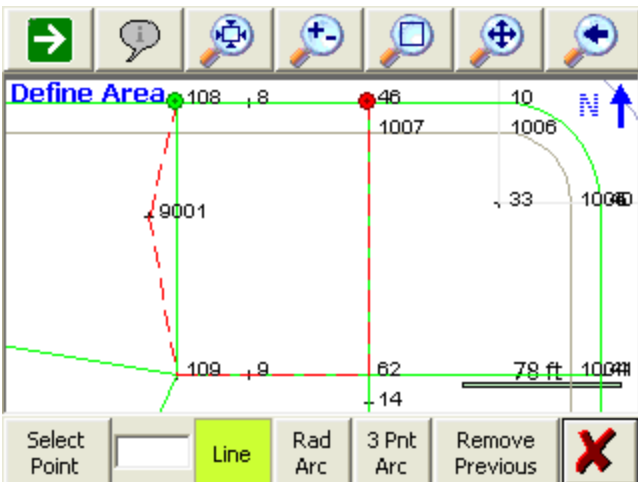 Define Area
108
8
46
10
N
1007
1006
9001
33
109
9
62
78 ft
14
Select Point
Line
Rad Arc
3 Pnt Arc
Remove Previous